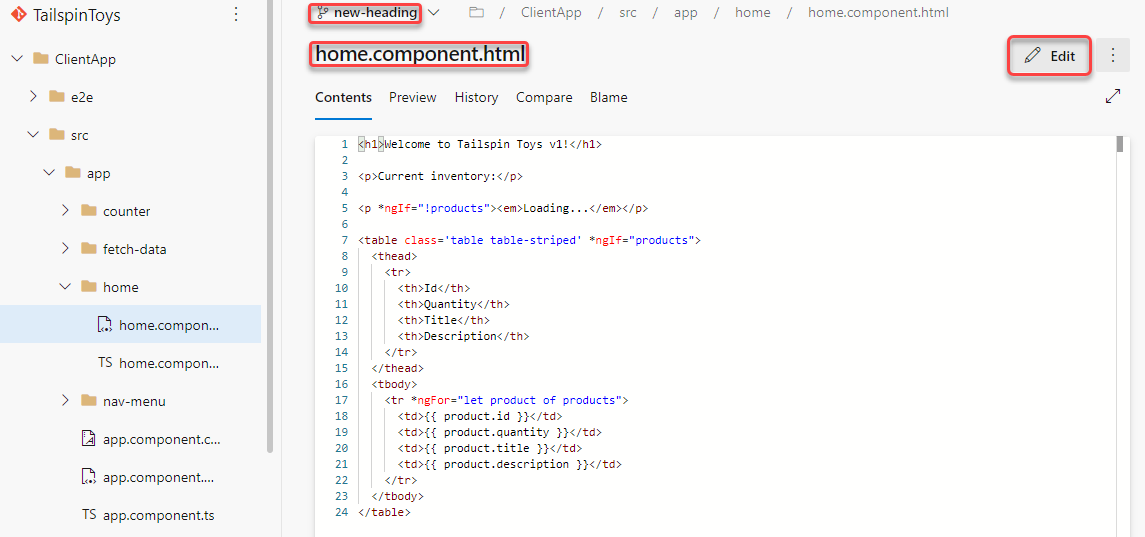 TailspinToys
ClientApp
e2e
src
app
counter
fetch-data
home
home.compon...
TS home.compon...
nav-menu
app.component.c...
app.component....
TS app.component.ts
new-heading / ClientApp / src / app / home / home.component.html
home.component.html
Edit
Contents Preview History Compare Blame
1 <h1>Welcome to Tailspin Toys v1!</h1>
2
3 <p>Current inventory:</p>
4
5 <p *ngIf="!products"><em>Loading...</em></p>
6
7 <table class='table table-striped' *ngIf="products">
8 <thead>
9 <tr>
10 <th>Id</th>
11 <th>Quantity</th>
12 <th>Title</th>
13 <th>Description</th>
14 </tr>
15 </thead>
16 <tbody>
17 <tr *ngFor="let product of products">
18 <td>{{ product.id }}</td>
19 <td>{{ product.quantity }}</td>
20 <td>{{ product.title }}</td>
21 <td>{{ product.description }}</td>
22 </tr>
23 </tbody>
24 </table>